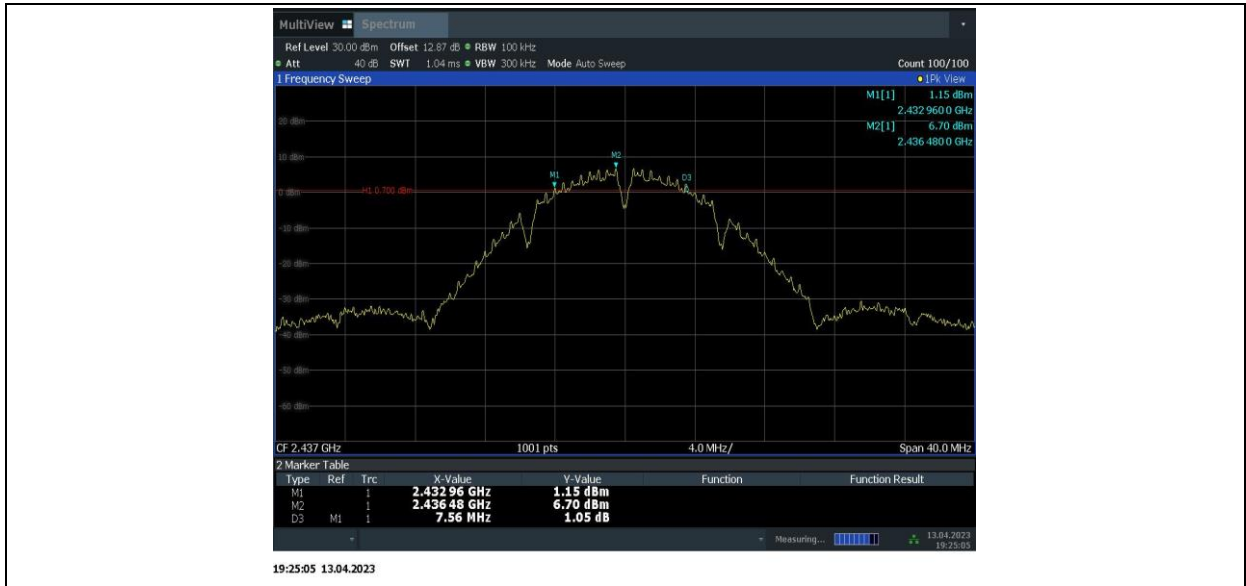 MultiView Spectrum
Ref Level 30.00 dBm Offset 12.87 dB RBW 100 kHz
Att 40 dB SWT 1.04 ms VBW 300 kHz Mode Auto Sweep Count 100/100
1 Frequency Sweep 1Pk View
M1[1] 1.15 dBm
2.432 960 0 GHz
20 dBm
M2[1] 6.70 dBm
2.436 480 0 GHz
10 dBm
M2
M1
D3
0 dBm
H1 0.700 dBm
-10 dBm
-20 dBm
-30 dBm
-40 dBm
-50 dBm
-60 dBm
CF 2.437 GHz 1001 pts 4.0 MHz/ Span 40.0 MHz
2 Marker Table
Type Ref Trc X-Value Y-Value Function Function Result
M1 1 2.432 96 GHz 1.15 dBm
M2 1 2.436 48 GHz 6.70 dBm
D3 M1 1 7.56 MHz 1.05 dB
Measuring... 13.04.2023
19:25:05
19:25:05 13.04.2023